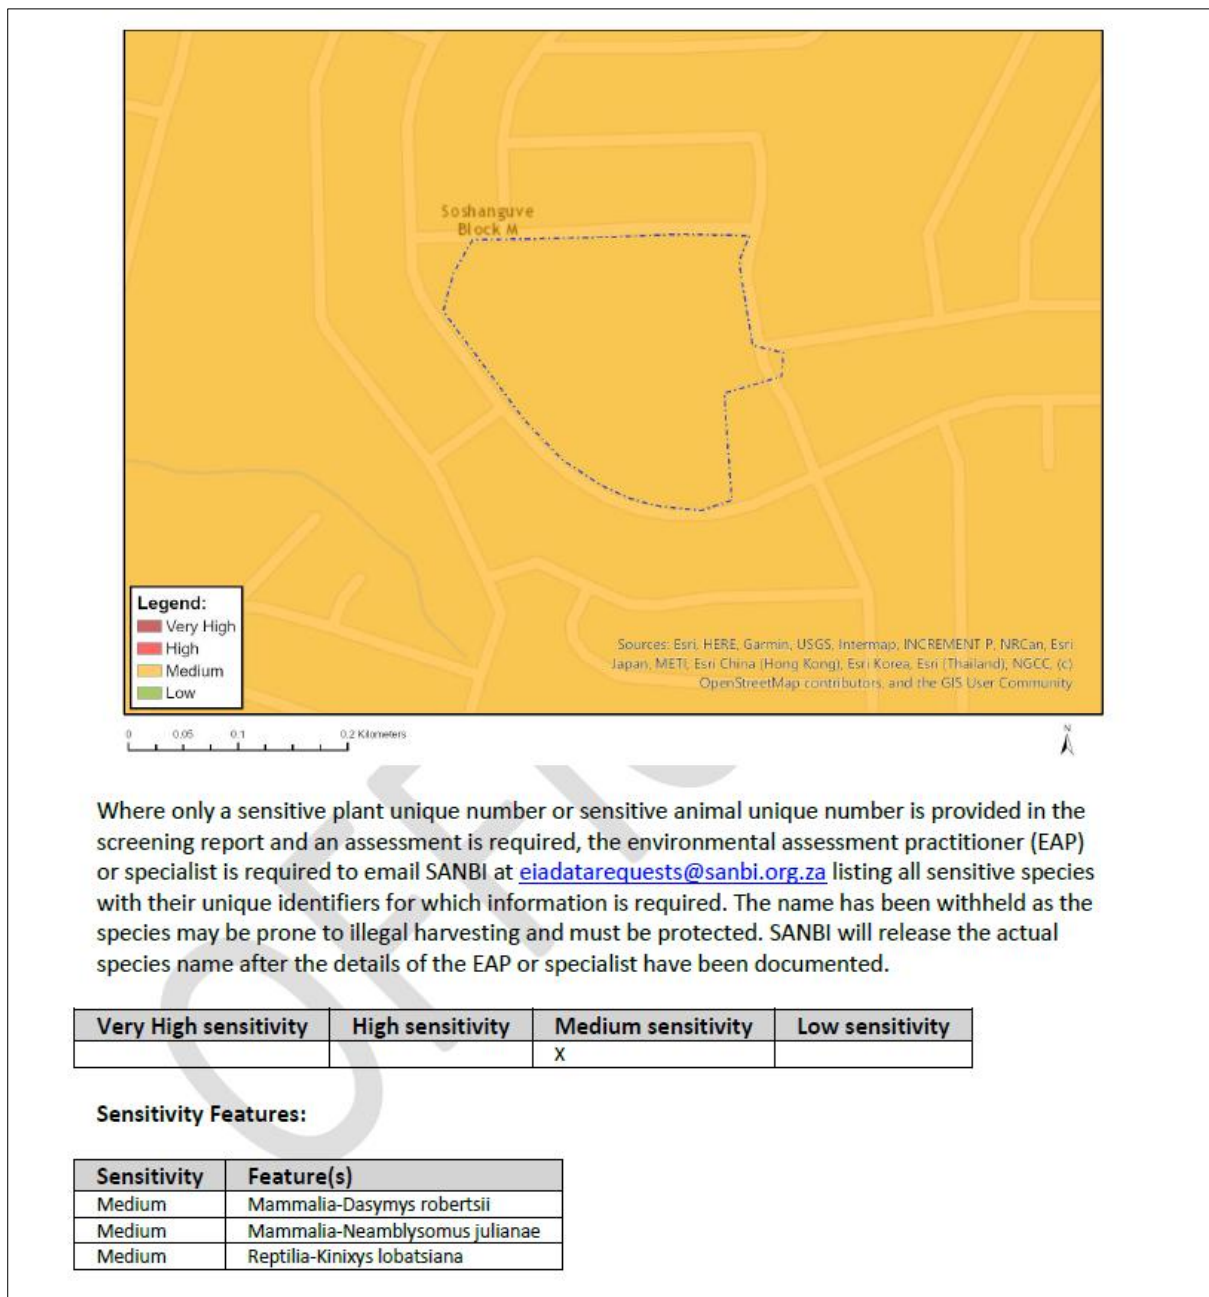 Soshanguve
Block M
Legend:
Very High
High
Medium
Low
Sources: Esri, HERE, Garmin, USGS, Intermap, INCREMENT P, NRCan, Esri
Japan, METI, Esri China (Hong Kong), Esri Korea, Esri (Thailand), NGCC, (c)
OpenStreetMap contributors, and the GIS User Community
0 0.05 0.1 0.2 Kilometers
N
Where only a sensitive plant unique number or sensitive animal unique number is provided in the
screening report and an assessment is required, the environmental assessment practitioner (EAP)
or specialist is required to email SANBI at eiadatarequests@sanbi.org.za listing all sensitive species
with their unique identifiers for which information is required. The name has been withheld as the
species may be prone to illegal harvesting and must be protected. SANBI will release the actual
species name after the details of the EAP or specialist have been documented.
Very High sensitivity High sensitivity Medium sensitivity Low sensitivity
X
Sensitivity Features:
Sensitivity Feature(s)
Medium Mammalia-Dasymys robertsii
Medium Mammalia-Neamblysomus julianae
Medium Reptilia-Kinixys lobatsiana